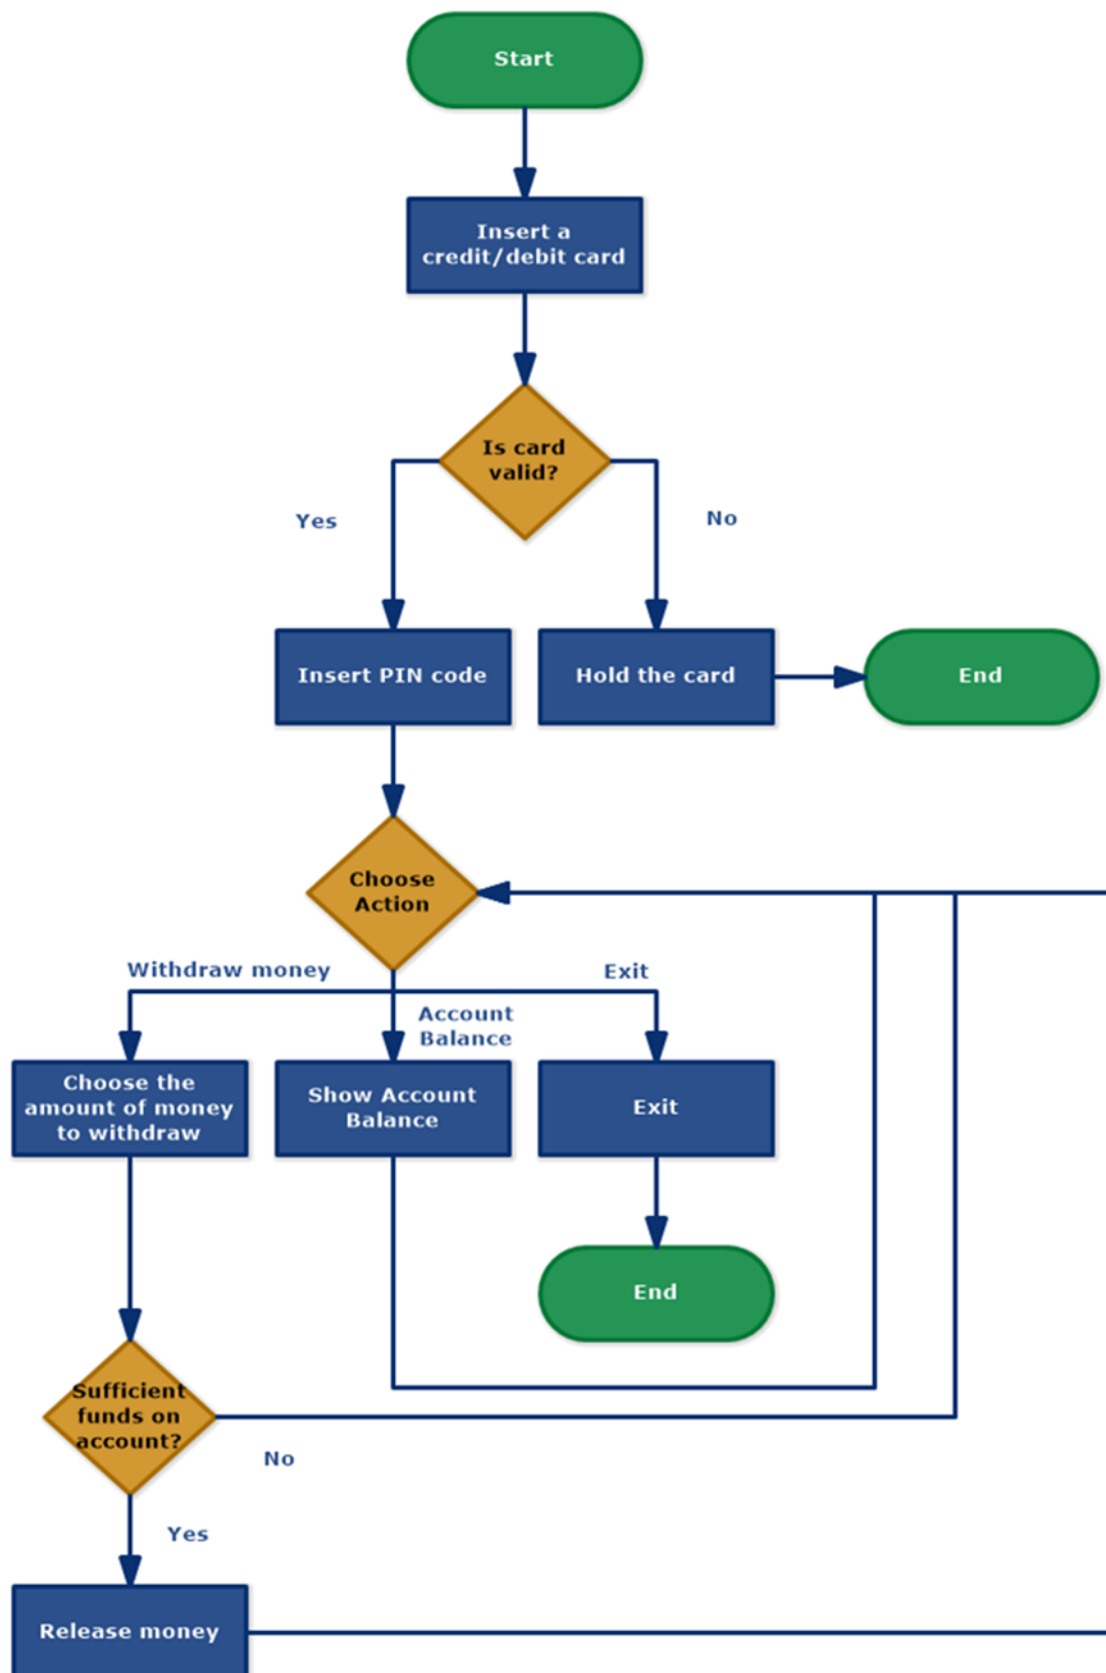 Start
Insert a
credit/debit card
Is card
valid?
Yes
No
Insert PIN code
Hold the card
End
Choose
Action
Withdraw money
Exit
Account
Balance
Choose the
amount of money
to withdraw
Show Account
Balance
Exit
End
Sufficient
funds on
account?
No
Yes
Release money